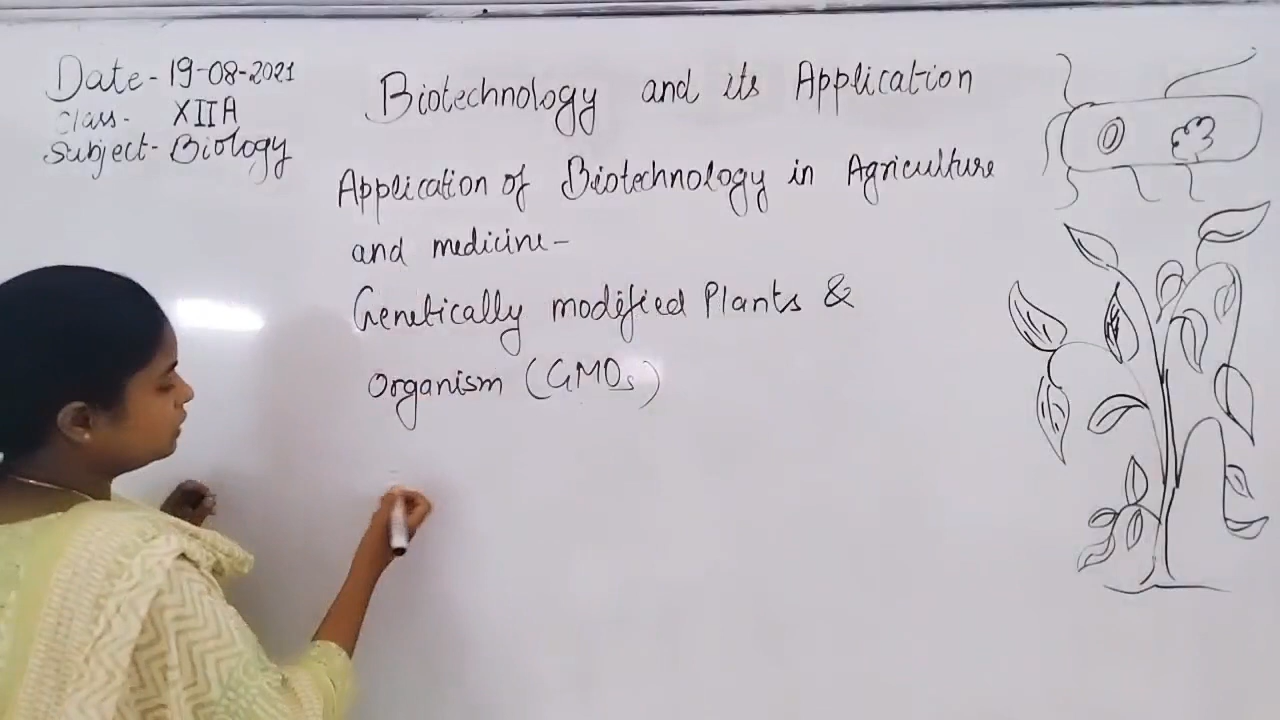 Date - 19-08-2021
Class - XIIA
Subject - Biology
Biotechnology and its Application
Application of Biotechnology in Agriculture
and medicine -
Genetically modified Plants &
Organism (GMOs)